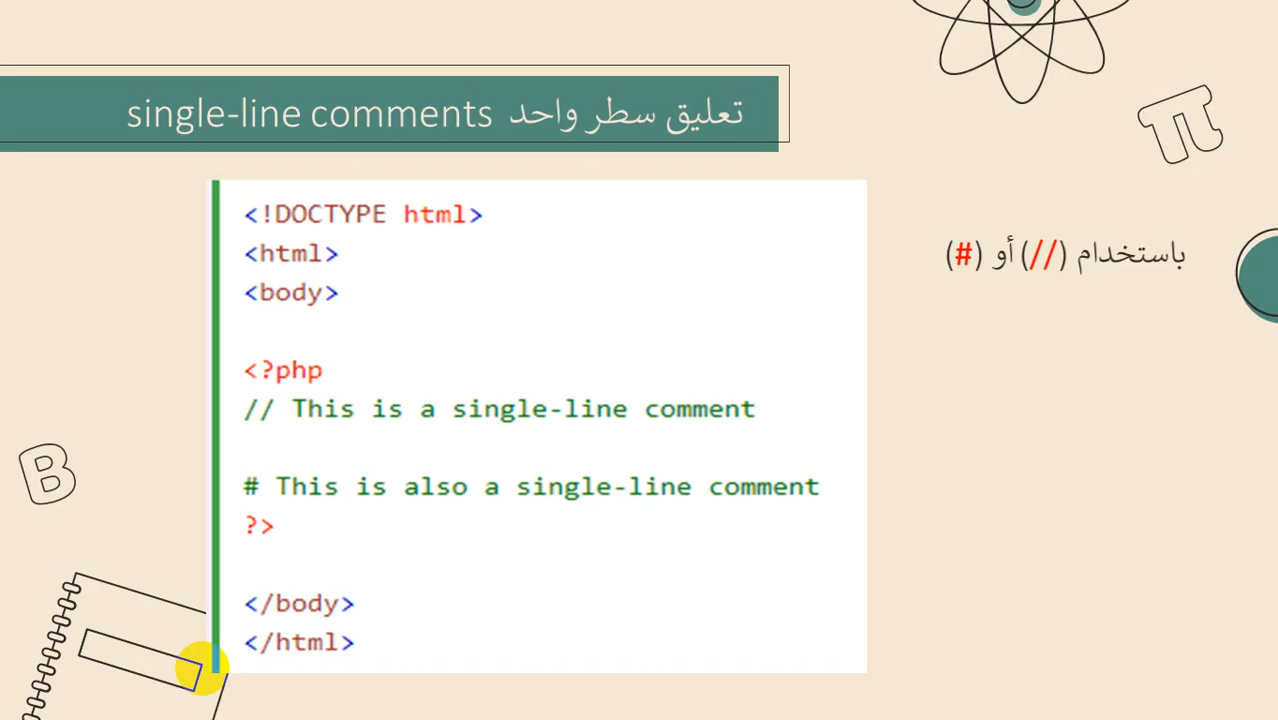 تعليق سطر واحد single-line comments
باستخدام (//) أو (#)
<!DOCTYPE html>
<html>
<body>
<?php
// This is a single-line comment
# This is also a single-line comment
?>
</body>
</html>
π
B